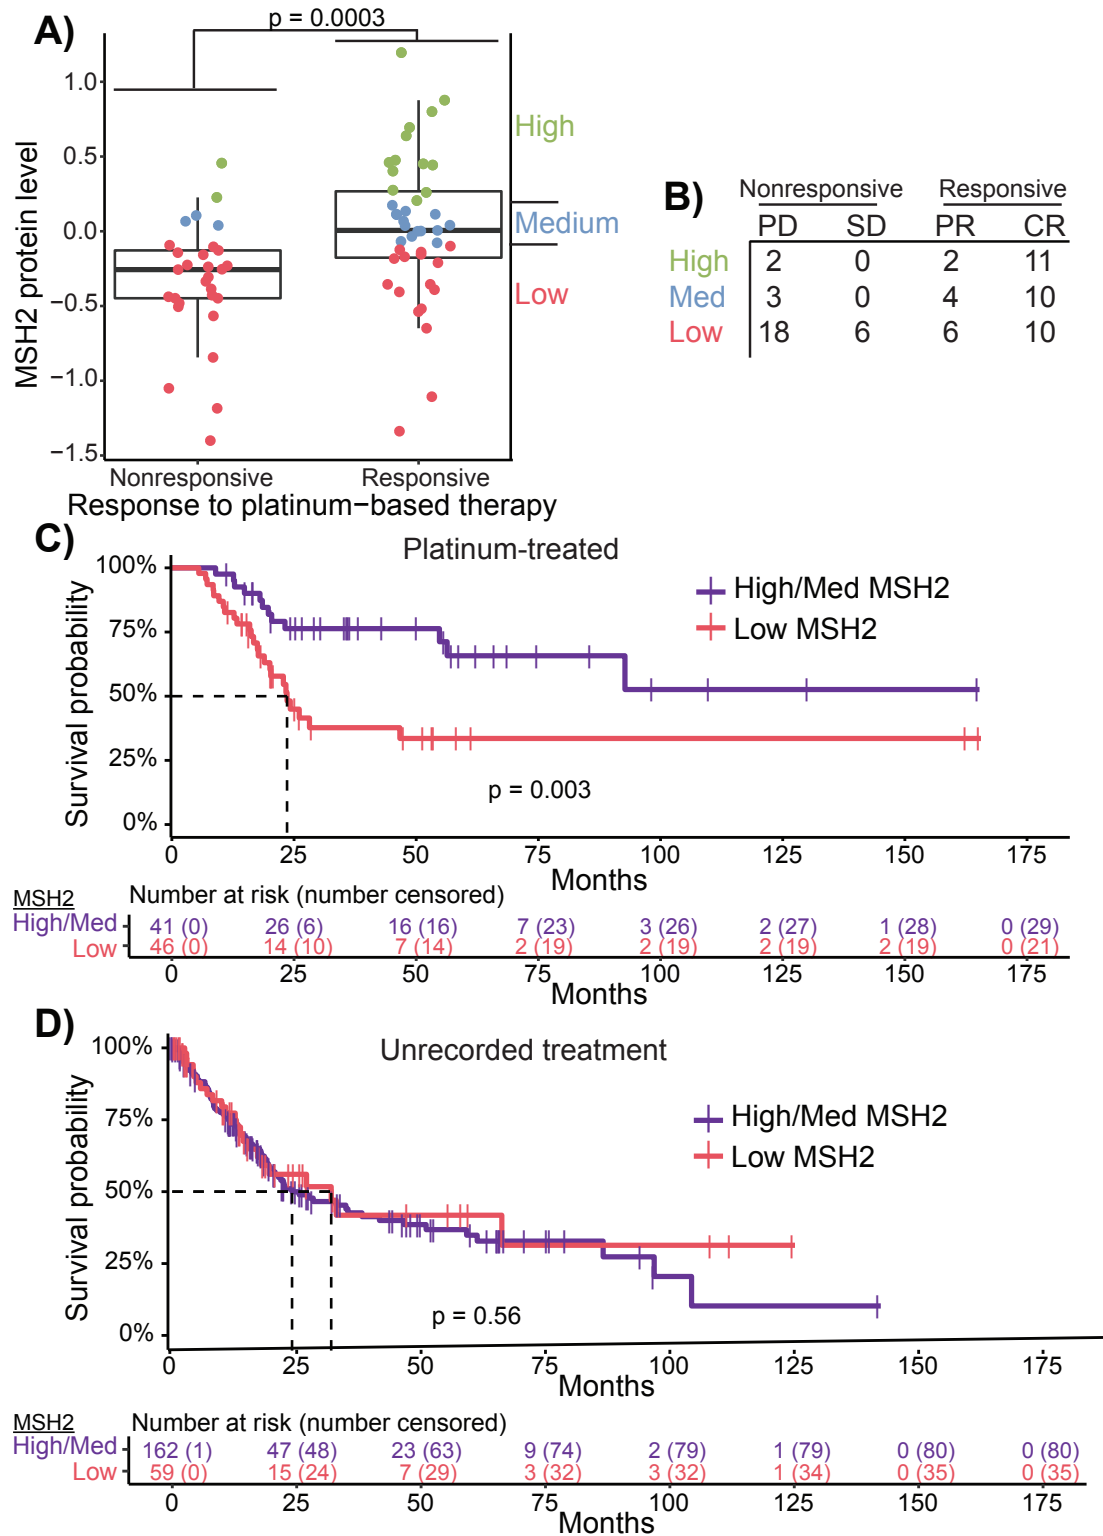 A)
p = 0.0003
MSH2 protein level
1.0
0.5
0.0
−0.5
−1.0
−1.5
High
Medium
Low
Nonresponsive Responsive
Response to platinum−based therapy
B)
Nonresponsive Responsive
PD SD PR CR
High 2 0 2 11
Med 3 0 4 10
Low 18 6 6 10
C)
Platinum-treated
Survival probability
100%
75%
50%
25%
0%
High/Med MSH2
Low MSH2
p = 0.003
0 25 50 75 100 125 150 175
Months
MSH2 Number at risk (number censored)
High/Med 41 (0) 26 (6) 16 (16) 7 (23) 3 (26) 2 (27) 1 (28) 0 (29)
Low 46 (0) 14 (10) 7 (14) 2 (19) 2 (19) 2 (19) 2 (19) 0 (21)
0 25 50 75 100 125 150 175
Months
D)
Unrecorded treatment
Survival probability
100%
75%
50%
25%
0%
High/Med MSH2
Low MSH2
p = 0.56
0 25 50 75 100 125 150 175
Months
MSH2 Number at risk (number censored)
High/Med 162 (1) 47 (48) 23 (63) 9 (74) 2 (79) 1 (79) 0 (80) 0 (80)
Low 59 (0) 15 (24) 7 (29) 3 (32) 3 (32) 1 (34) 0 (35) 0 (35)
0 25 50 75 100 125 150 175
Months